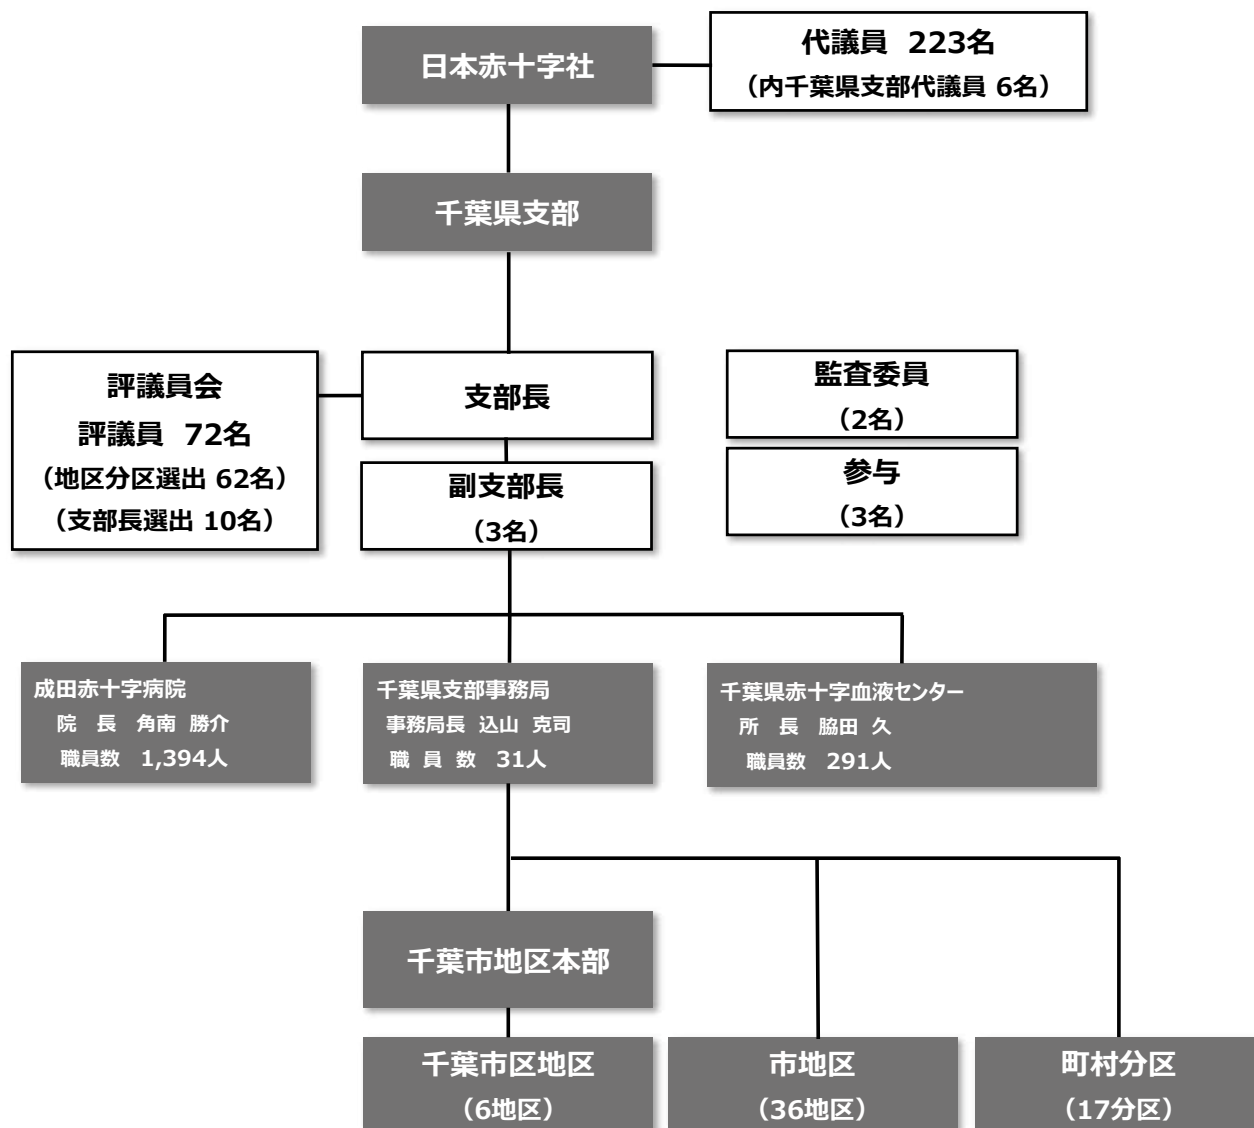 日本赤十字社
代議員 223名
（内千葉県支部代議員 6名）
千葉県支部
評議員会
評議員 72名
（地区分区選出 62名）
（支部長選出 10名）
支部長
副支部長
（3名）
監査委員
（2名）
参与
（3名）
成田赤十字病院
院 長 角南 勝介
職員数 1,394人
千葉県支部事務局
事務局長 込山 克司
職 員 数 31人
千葉県赤十字血液センター
所 長 脇田 久
職員数 291人
千葉市地区本部
千葉市区地区
（6地区）
市地区
（36地区）
町村分区
（17分区）